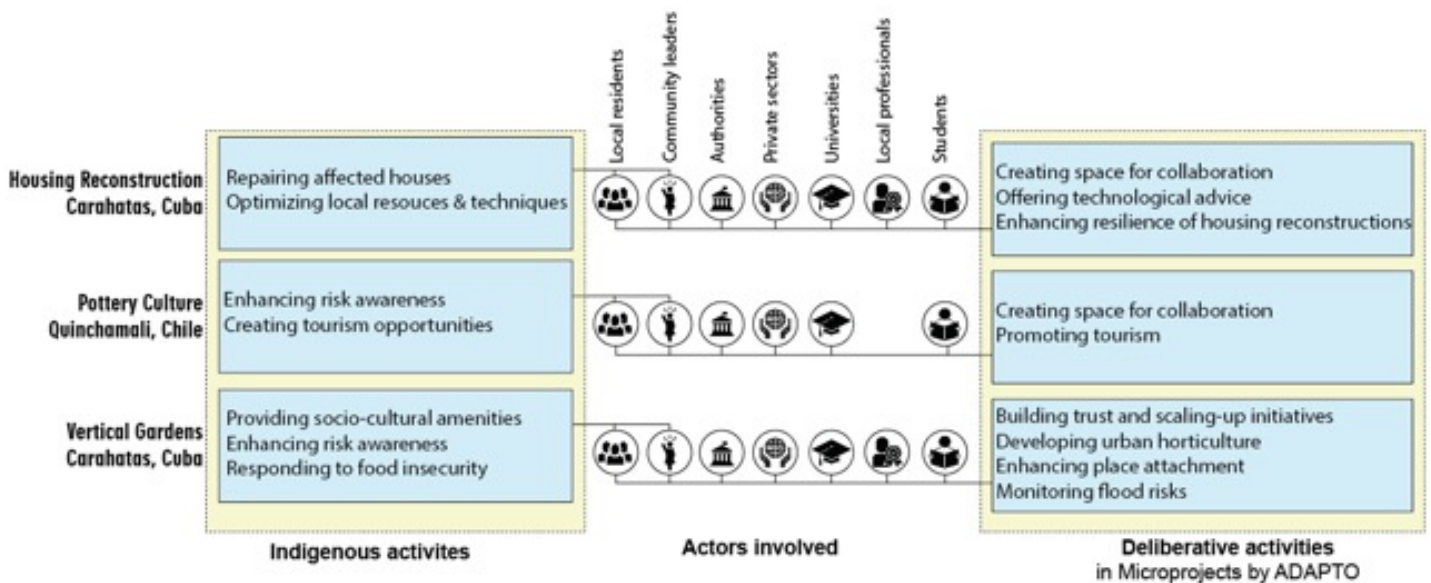 Local residents
Community leaders
Authorities
Private sectors
Universities
Local professionals
Students
Housing Reconstruction
Carahatas, Cuba
Repairing affected houses
Optimizing local resouces & techniques
Creating space for collaboration
Offering technological advice
Enhancing resilience of housing reconstructions
Pottery Culture
Quinchamali, Chile
Enhancing risk awareness
Creating tourism opportunities
Creating space for collaboration
Promoting tourism
Vertical Gardens
Carahatas, Cuba
Providing socio-cultural amenities
Enhancing risk awareness
Responding to food insecurity
Building trust and scaling-up initiatives
Developing urban horticulture
Enhancing place attachment
Monitoring flood risks
Indigenous activites
Actors involved
Deliberative activities
in Microprojects by ADAPTO